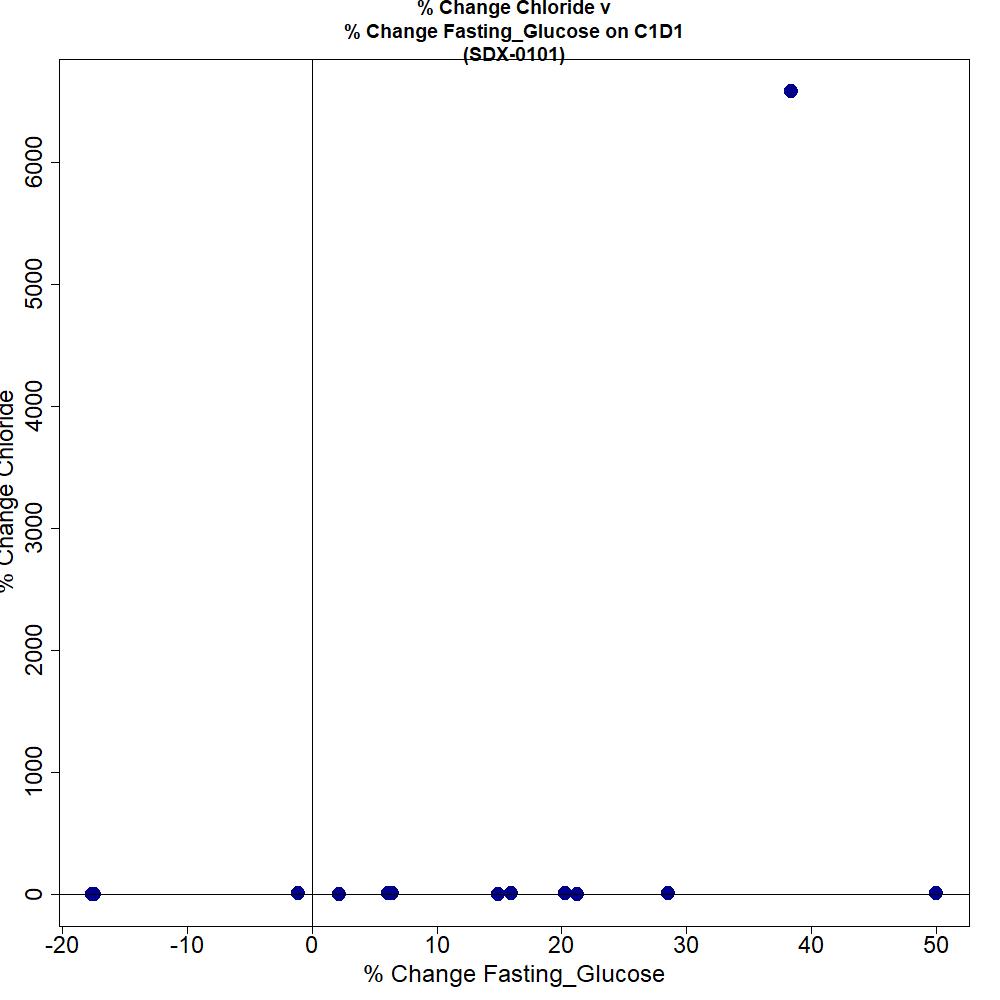 % Change Chloride v
% Change Fasting_Glucose on C1D1
(SDX-0101)
% Change Chloride
6000
5000
4000
3000
2000
1000
0
-20 -10 0 10 20 30 40 50
% Change Fasting_Glucose